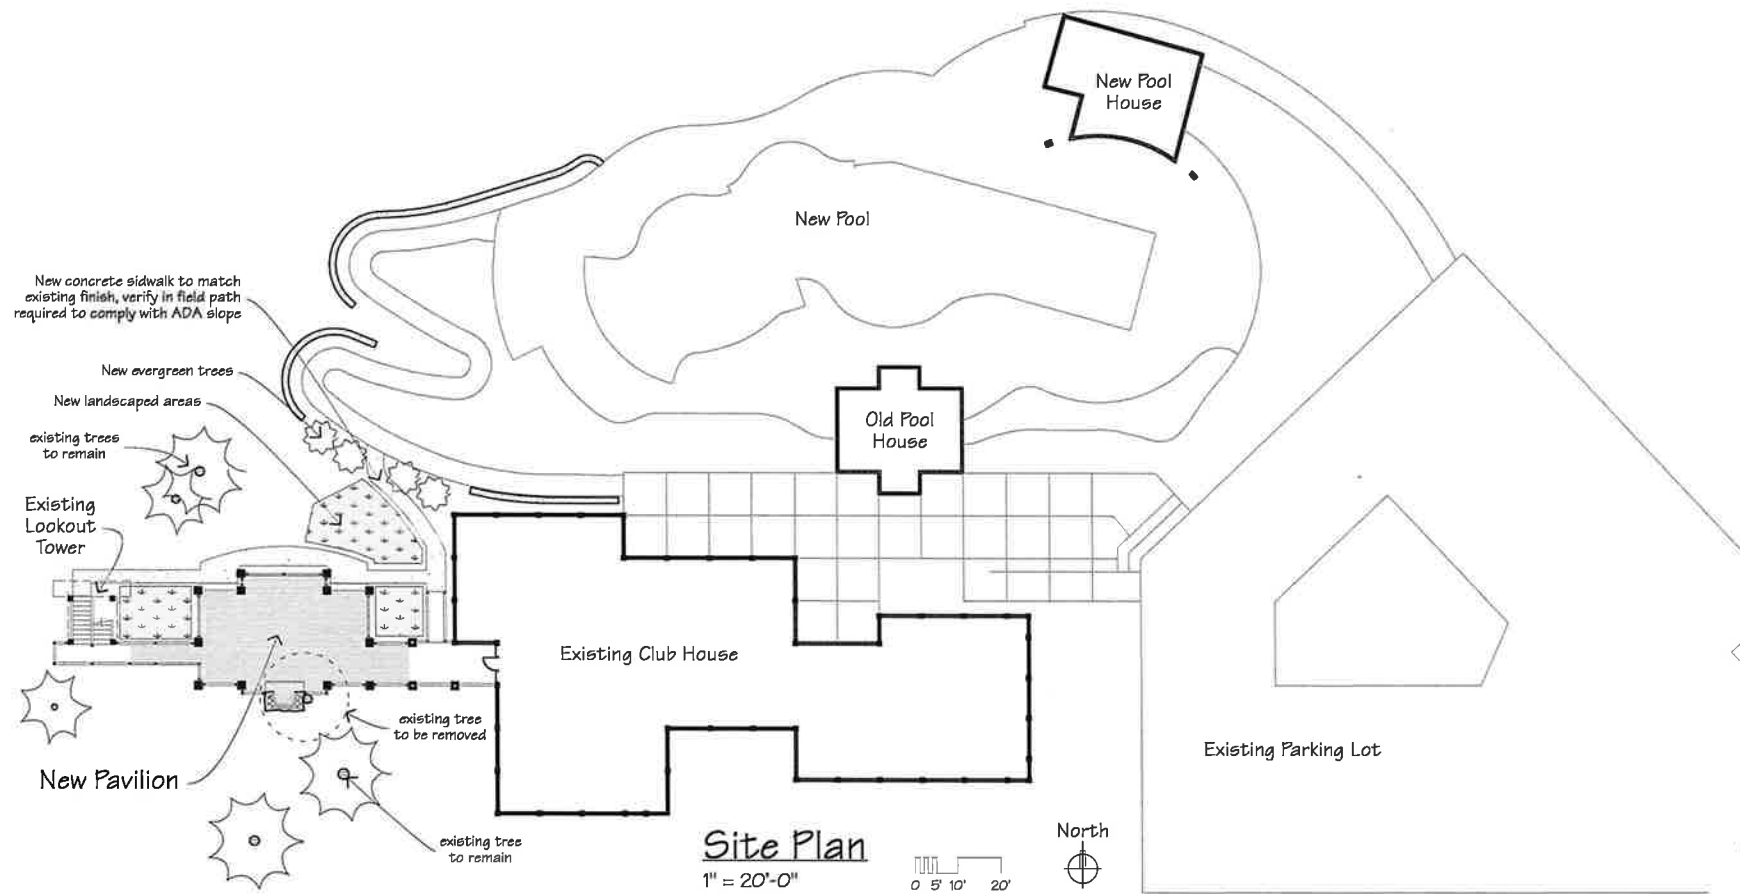 New Pool
House
New Pool
New concrete sidwalk to match
existing finish, verify in field path
required to comply with ADA slope
New evergreen trees
New landscaped areas
existing trees
to remain
Old Pool
House
Existing
Lookout
Tower
Existing Club House
existing tree
to be removed
New Pavilion
Existing Parking Lot
existing tree
to remain
Site Plan
1" = 20'-0"
0 5' 10' 20'
North